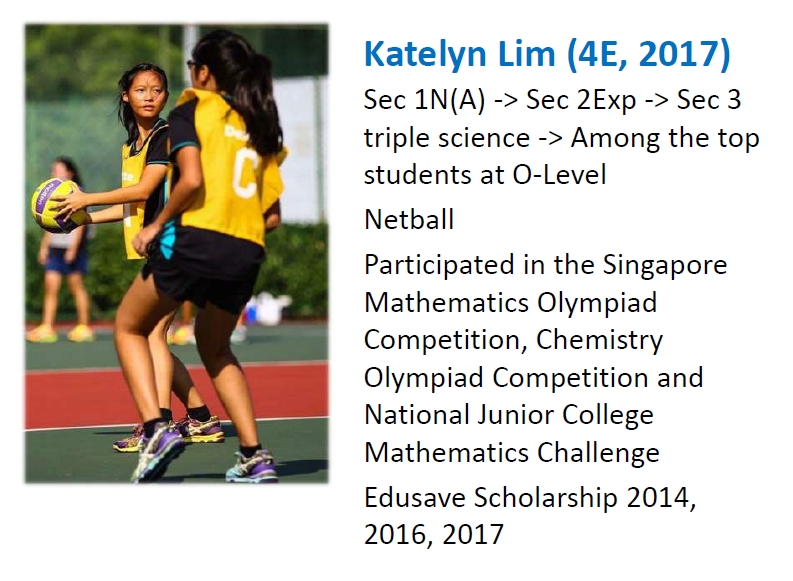 Katelyn Lim (4E, 2017)
Sec 1N(A) -> Sec 2Exp -> Sec 3
triple science -> Among the top
students at O-Level
Netball
Participated in the Singapore
Mathematics Olympiad
Competition, Chemistry
Olympiad Competition and
National Junior College
Mathematics Challenge
Edusave Scholarship 2014,
2016, 2017
C